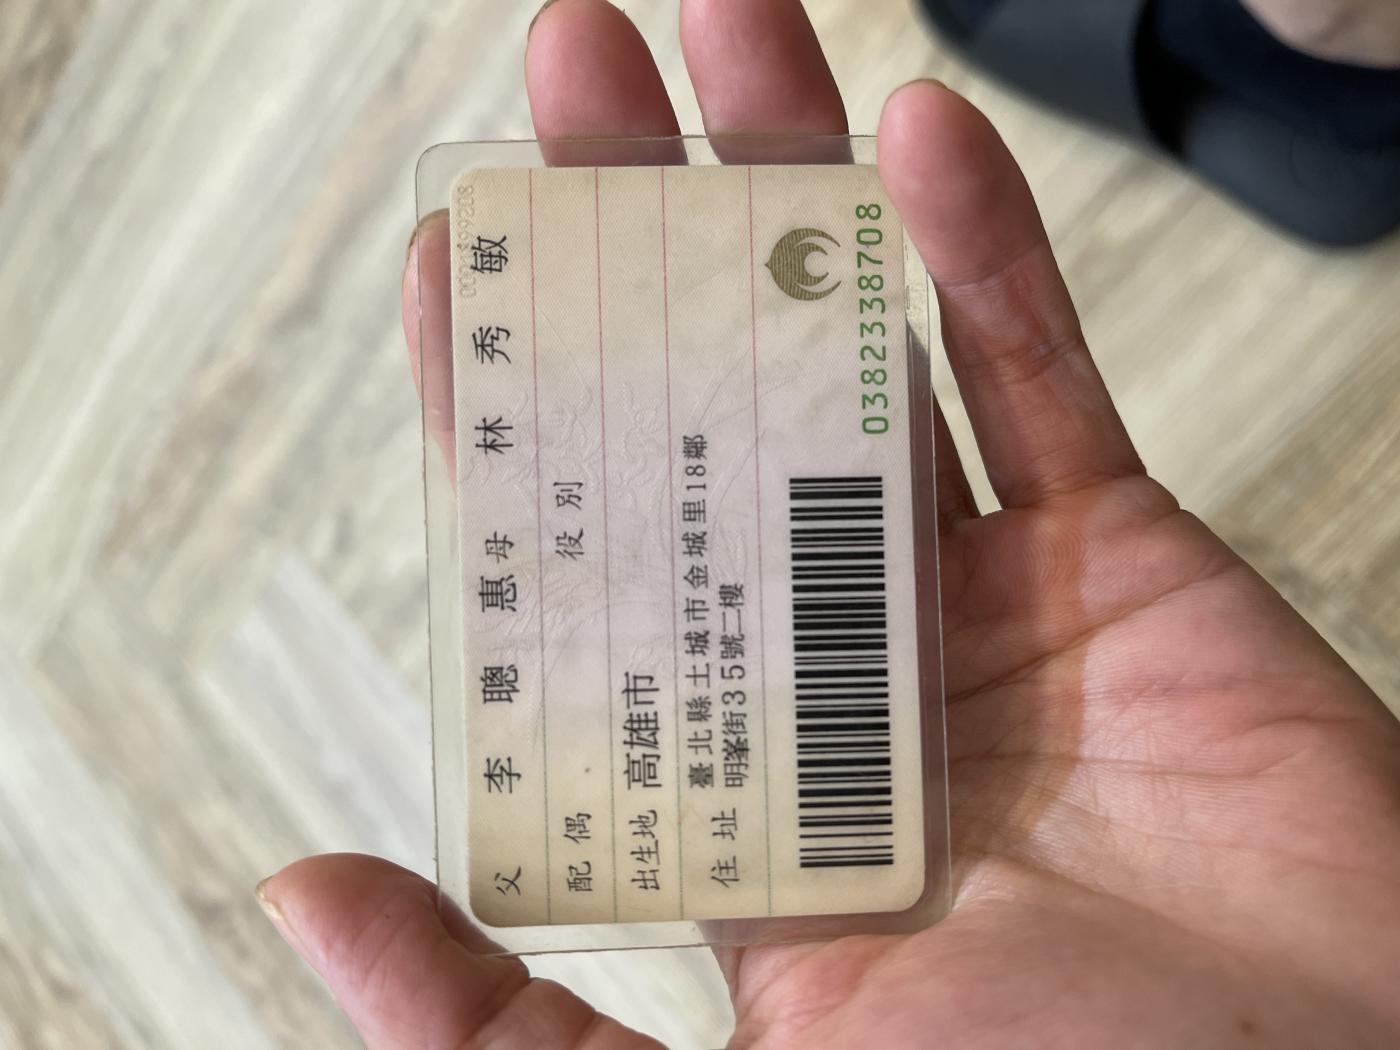 父 李聰惠 母 林秀敏
配偶 役別
出生地 高雄市
住址 臺北縣土城市金城里18鄰
明峯街35號二樓
0382338708